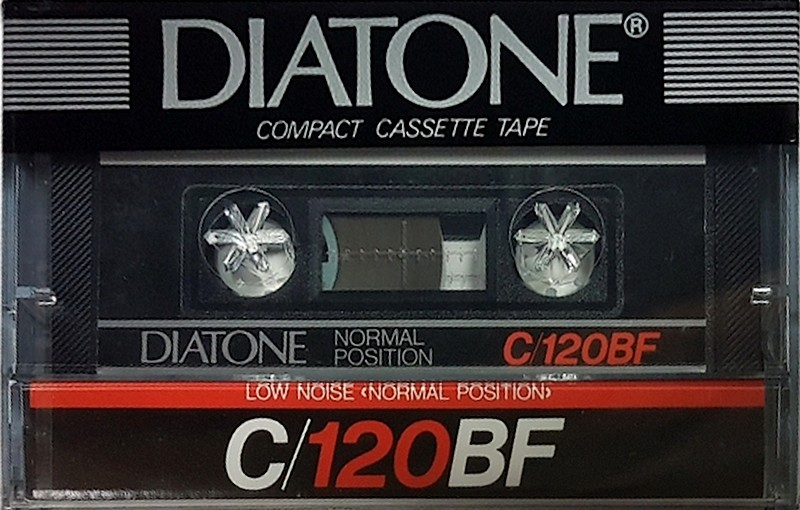 DIATONE®
COMPACT CASSETTE TAPE
DIATONE NORMAL POSITION C/120BF
LOW NOISE ‹NORMAL POSITION›
C/120BF